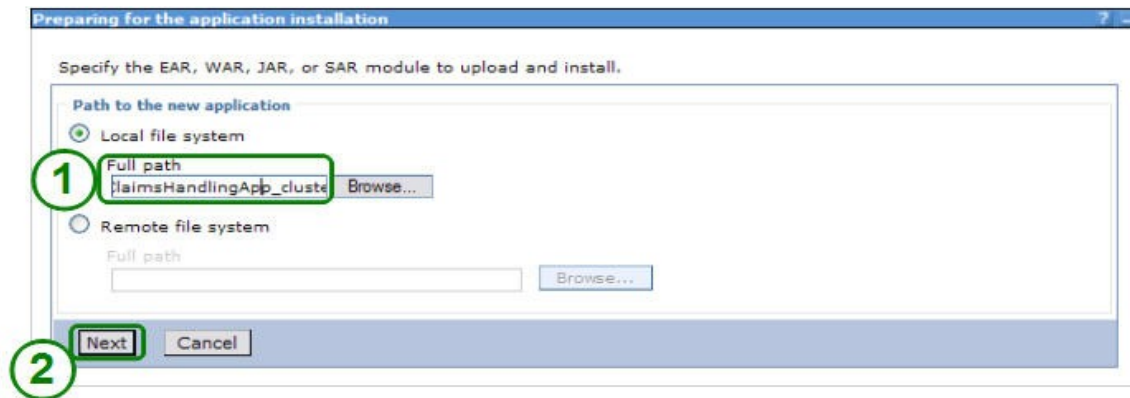 Preparing for the application installation ? –
Specify the EAR, WAR, JAR, or SAR module to upload and install.
Path to the new application
Local file system
1
Full path
ClaimsHandlingApp_cluste Browse...
Remote file system
Full path
Browse...
Next Cancel
2